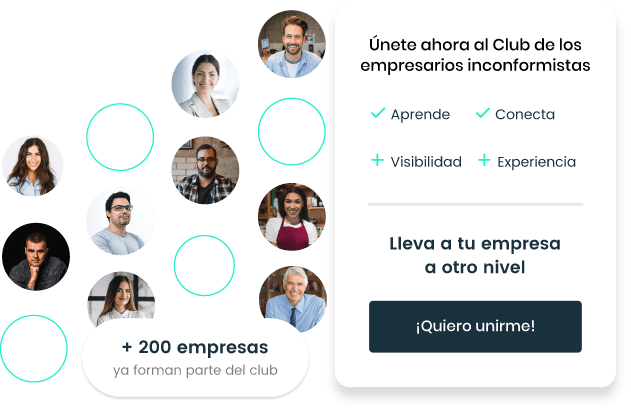 Únete ahora al Club de los
empresarios inconformistas
Aprende
Conecta
Visibilidad
Experiencia
Lleva a tu empresa
a otro nivel
¡Quiero unirme!
+ 200 empresas
ya forman parte del club